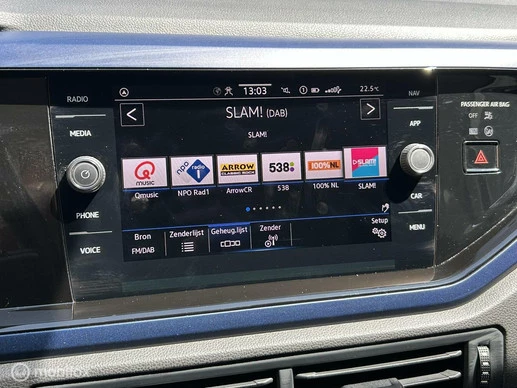 RADIO
13:03
22.5°C
NAV
MEDIA
SLAM! (DAB)
APP
SLAM!
PASSENGER AIR BAG
OFF
Q
music
npo
radio
1
ARROW
CLASSIC ROCK
538
100% NL
SLAM!
Qmusic
NPO Rad1
ArrowCR
538
100% NL
SLAM!
PHONE
CAR
VOICE
MENU
Bron
Zenderlijst
Geheug.lijst
Zender
Setup
FM/DAB
© mobilox